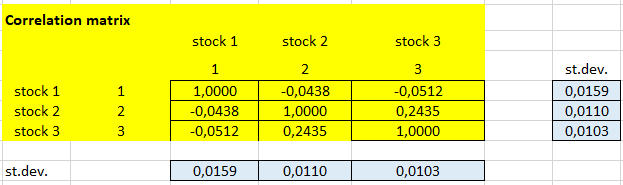 Correlation matrix
stock 1 stock 2 stock 3
1 2 3 st.dev.
stock 1 1 1,0000 -0,0438 -0,0512 0,0159
stock 2 2 -0,0438 1,0000 0,2435 0,0110
stock 3 3 -0,0512 0,2435 1,0000 0,0103
st.dev. 0,0159 0,0110 0,0103